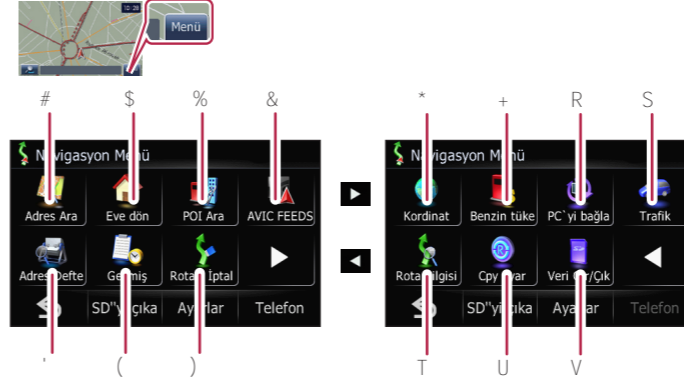 10:28
Menü
# $ % & * + R S
Navigasyon Menü
Navigasyon Menü
Adres Ara Eve dön POI Ara AVIC FEEDS
Kordinat Benzin tüke PC`yi bağla Trafik
Adres Defte Geçmiş Rotayı İptal
Rota Bilgisi Cpy Ayar Veri Gir/Çık
SD"yi çıka Ayarlar Telefon
SD"yi çıka Ayarlar Telefon
' ( ) T U V